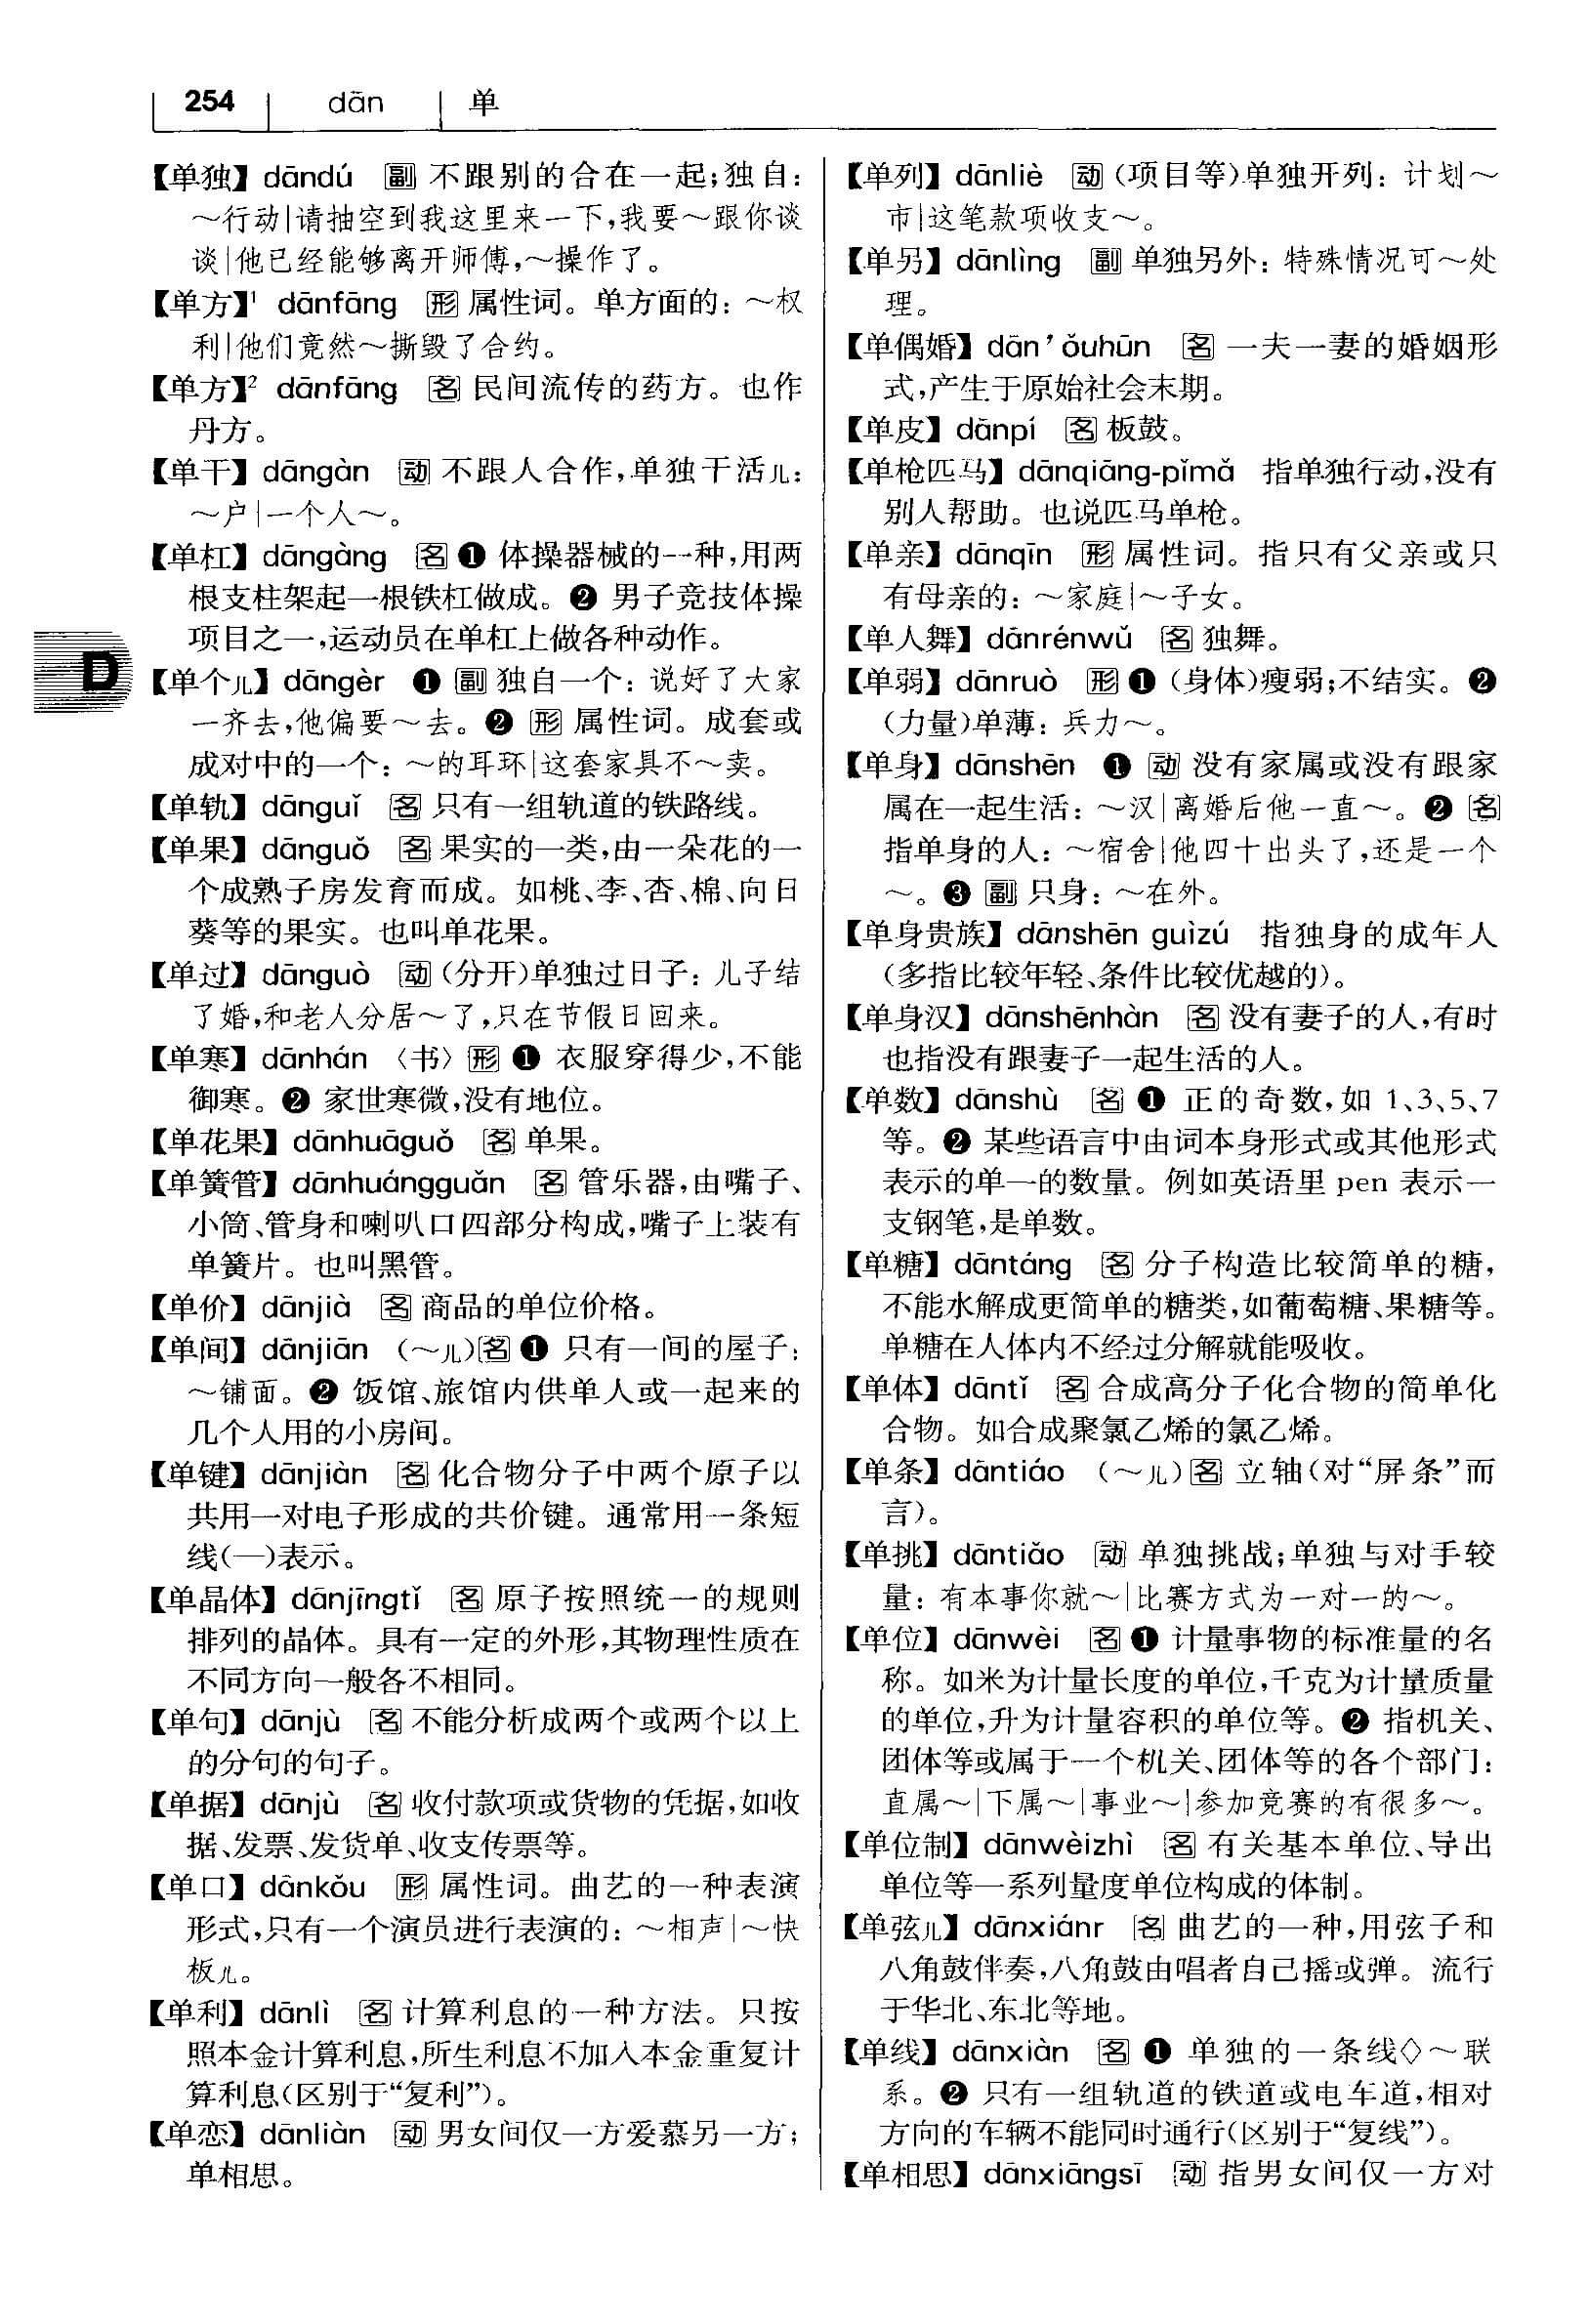 254 dān 单
【单独】 dāndú 副 不跟别的合在一起;独自:
～行动|请抽空到我这里来一下,我要～跟你谈
谈|他已经能够离开师傅,～操作了。
【单方】¹ dānfāng 形 属性词。单方面的:～权
利|他们竟然～撕毁了合约。
【单方】² dānfāng 名 民间流传的药方。也作
丹方。
【单干】 dāngàn 动 不跟人合作,单独干活儿:
～户|一个人～。
【单杠】 dāngàng 名 ❶ 体操器械的一种,用两
根支柱架起一根铁杠做成。❷ 男子竞技体操
项目之一,运动员在单杠上做各种动作。
D
【单个儿】 dāngèr ❶ 副 独自一个:说好了大家
一齐去,他偏要～去。❷ 形 属性词。成套或
成对中的一个:～的耳环|这套家具不～卖。
【单轨】 dānguǐ 名 只有一组轨道的铁路线。
【单果】 dānguǒ 名 果实的一类,由一朵花的一
个成熟子房发育而成。如桃、李、杏、棉、向日
葵等的果实。也叫单花果。
【单过】 dānguò 动 (分开)单独过日子:儿子结
了婚,和老人分居～了,只在节假日回来。
【单寒】 dānhán 〈书〉 形 ❶ 衣服穿得少,不能
御寒。❷ 家世寒微,没有地位。
【单花果】 dānhuāguǒ 名 单果。
【单簧管】 dānhuángguǎn 名 管乐器,由嘴子、
小筒、管身和喇叭口四部分构成,嘴子上装有
单簧片。也叫黑管。
【单价】 dānjià 名 商品的单位价格。
【单间】 dānjiān (～儿)名 ❶ 只有一间的屋子:
～铺面。❷ 饭馆、旅馆内供单人或一起来的
几个人用的小房间。
【单键】 dānjiàn 名 化合物分子中两个原子以
共用一对电子形成的共价键。通常用一条短
线(—)表示。
【单晶体】 dānjīngtǐ 名 原子按照统一的规则
排列的晶体。具有一定的外形,其物理性质在
不同方向一般各不相同。
【单句】 dānjù 名 不能分析成两个或两个以上
的分句的句子。
【单据】 dānjù 名 收付款项或货物的凭据,如收
据、发票、发货单、收支传票等。
【单口】 dānkǒu 形 属性词。曲艺的一种表演
形式,只有一个演员进行表演的:～相声|～快
板儿。
【单利】 dānlì 名 计算利息的一种方法。只按
照本金计算利息,所生利息不加入本金重复计
算利息(区别于“复利”)。
【单恋】 dānliàn 动 男女间仅一方爱慕另一方;
单相思。
【单列】 dānliè 动 (项目等)单独开列:计划～
市|这笔款项收支～。
【单另】 dānlìng 副 单独另外:特殊情况可～处
理。
【单偶婚】 dān’ǒuhūn 名 一夫一妻的婚姻形
式,产生于原始社会末期。
【单皮】 dānpí 名 板鼓。
【单枪匹马】 dānqiāng-pǐmǎ 指单独行动,没有
别人帮助。也说匹马单枪。
【单亲】 dānqīn 形 属性词。指只有父亲或只
有母亲的:～家庭|～子女。
【单人舞】 dānrénwǔ 名 独舞。
【单弱】 dānruò 形 ❶ (身体)瘦弱;不结实。❷
(力量)单薄:兵力～。
【单身】 dānshēn ❶ 动 没有家属或没有跟家
属在一起生活:～汉|离婚后他一直～。❷ 名
指单身的人:～宿舍|他四十出头了,还是一个
～。❸ 副 只身:～在外。
【单身贵族】 dānshēn guìzú 指独身的成年人
(多指比较年轻、条件比较优越的)。
【单身汉】 dānshēnhàn 名 没有妻子的人,有时
也指没有跟妻子一起生活的人。
【单数】 dānshù 名 ❶ 正的奇数,如 1、3、5、7
等。❷ 某些语言中由词本身形式或其他形式
表示的单一的数量。例如英语里 pen 表示一
支钢笔,是单数。
【单糖】 dāntáng 名 分子构造比较简单的糖,
不能水解成更简单的糖类,如葡萄糖、果糖等。
单糖在人体内不经过分解就能吸收。
【单体】 dāntǐ 名 合成高分子化合物的简单化
合物。如合成聚氯乙烯的氯乙烯。
【单条】 dāntiáo (～儿)名 立轴(对“屏条”而
言)。
【单挑】 dāntiǎo 动 单独挑战;单独与对手较
量:有本事你就～|比赛方式为一对一的～。
【单位】 dānwèi 名 ❶ 计量事物的标准量的名
称。如米为计量长度的单位,千克为计量质量
的单位,升为计量容积的单位等。❷ 指机关、
团体等或属于一个机关、团体等的各个部门:
直属～|下属～|事业～|参加竞赛的有很多～。
【单位制】 dānwèizhì 名 有关基本单位、导出
单位等一系列量度单位构成的体制。
【单弦儿】 dānxiánr 名 曲艺的一种,用弦子和
八角鼓伴奏,八角鼓由唱者自己摇或弹。流行
于华北、东北等地。
【单线】 dānxiàn 名 ❶ 单独的一条线◇～联
系。❷ 只有一组轨道的铁道或电车道,相对
方向的车辆不能同时通行(区别于“复线”)。
【单相思】 dānxiāngsī 动 指男女间仅一方对